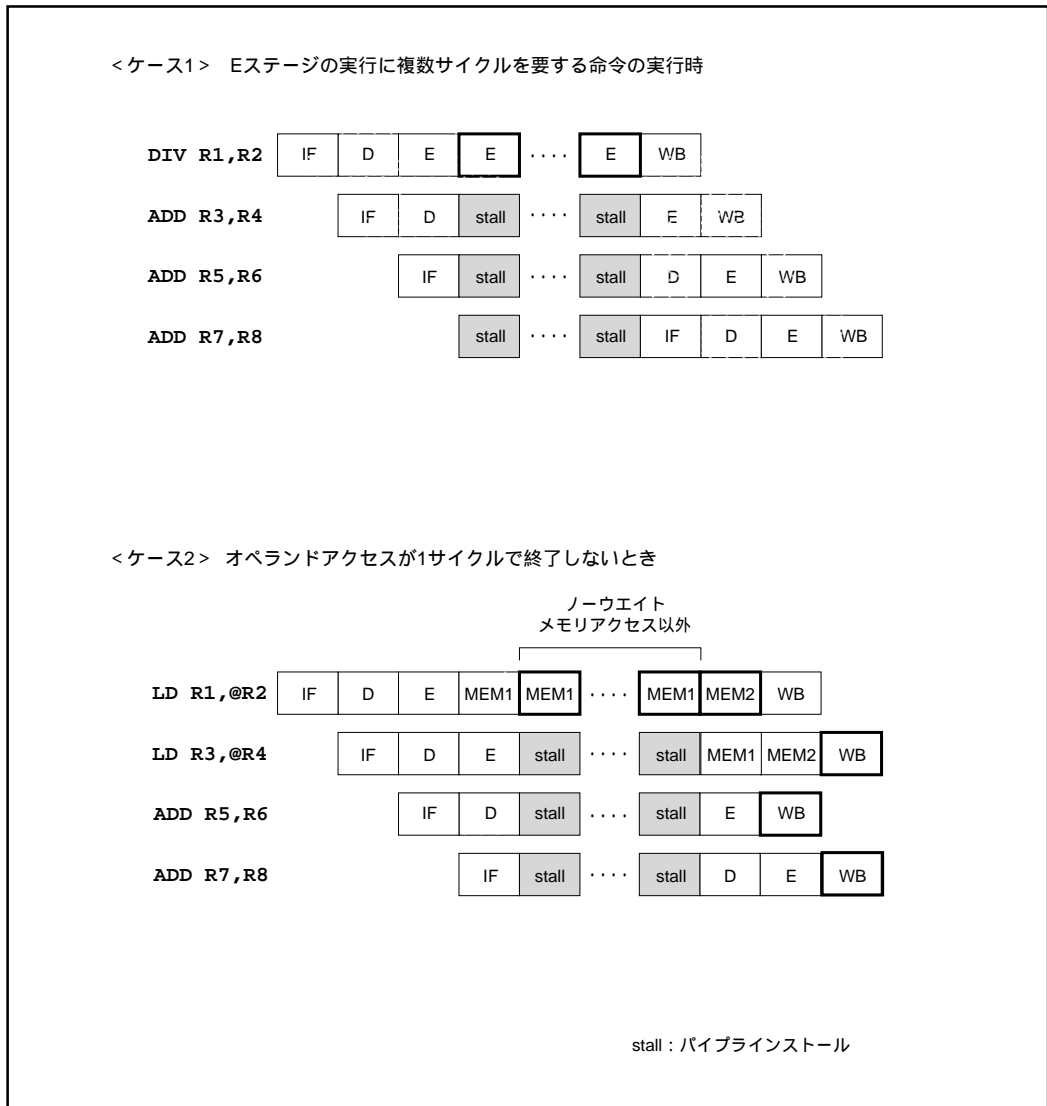 <ケース1> Eステージの実行に複数サイクルを要する命令の実行時
DIV R1,R2 IF D E E ···· E WB
ADD R3,R4 IF D stall ···· stall E WB
ADD R5,R6 IF stall ···· stall D E WB
ADD R7,R8 stall ···· stall IF D E WB
<ケース2> オペランドアクセスが1サイクルで終了しないとき
ノーウエイト
メモリアクセス以外
LD R1,@R2 IF D E MEM1 MEM1 ···· MEM1 MEM2 WB
LD R3,@R4 IF D E stall ···· stall MEM1 MEM2 WB
ADD R5,R6 IF D stall ···· stall E WB
ADD R7,R8 IF stall ···· stall D E WB
stall:パイプラインストール